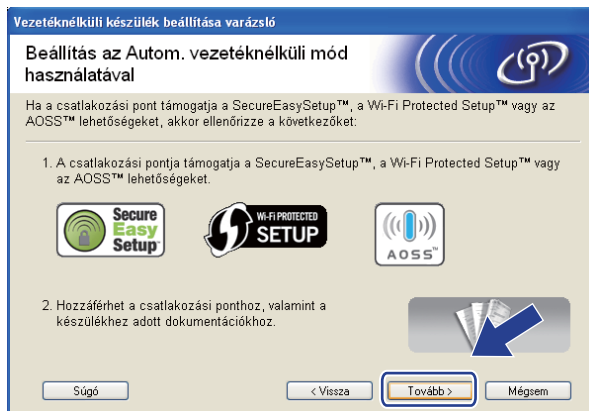 Vezetéknélküli készülék beállítása varázsló
Beállítás az Autom. vezetéknélküli mód
használatával
Ha a csatlakozási pont támogatja a SecureEasySetup™, a Wi-Fi Protected Setup™ vagy az
AOSS™ lehetőségeket, akkor ellenőrizze a következőket:
1. A csatlakozási pontja támogatja a SecureEasySetup™, a Wi-Fi Protected Setup™ vagy
az AOSS™ lehetőségeket.
Secure
Easy
Setup™
Wi-Fi PROTECTED
SETUP
AOSS™
2. Hozzáférhet a csatlakozási ponthoz, valamint a
készülékhez adott dokumentációkhoz.
Súgó
< Vissza
Tovább >
Mégsem